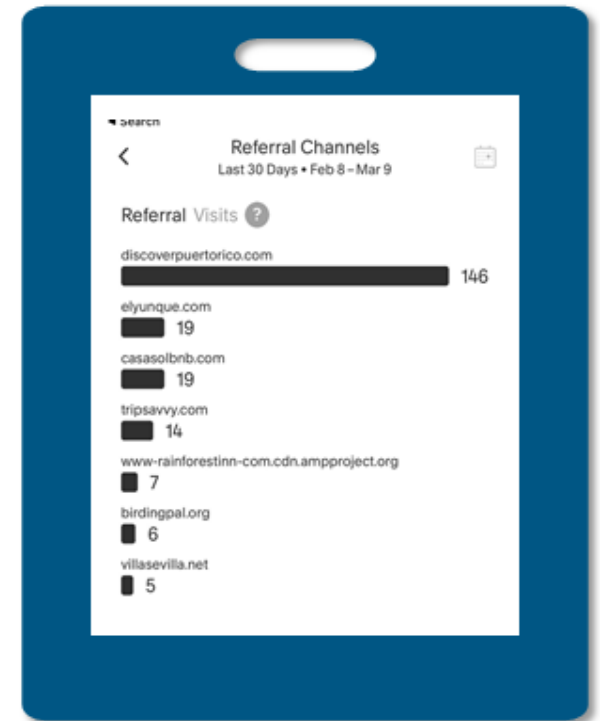 Search
Referral Channels
Last 30 Days • Feb 8 – Mar 9
Referral Visits ?
discoverpuertorico.com
146
elyunque.com
19
casasolbnb.com
19
tripsavvy.com
14
www-rainforestinn-com.cdn.ampproject.org
7
birdingpal.org
6
villasevilla.net
5